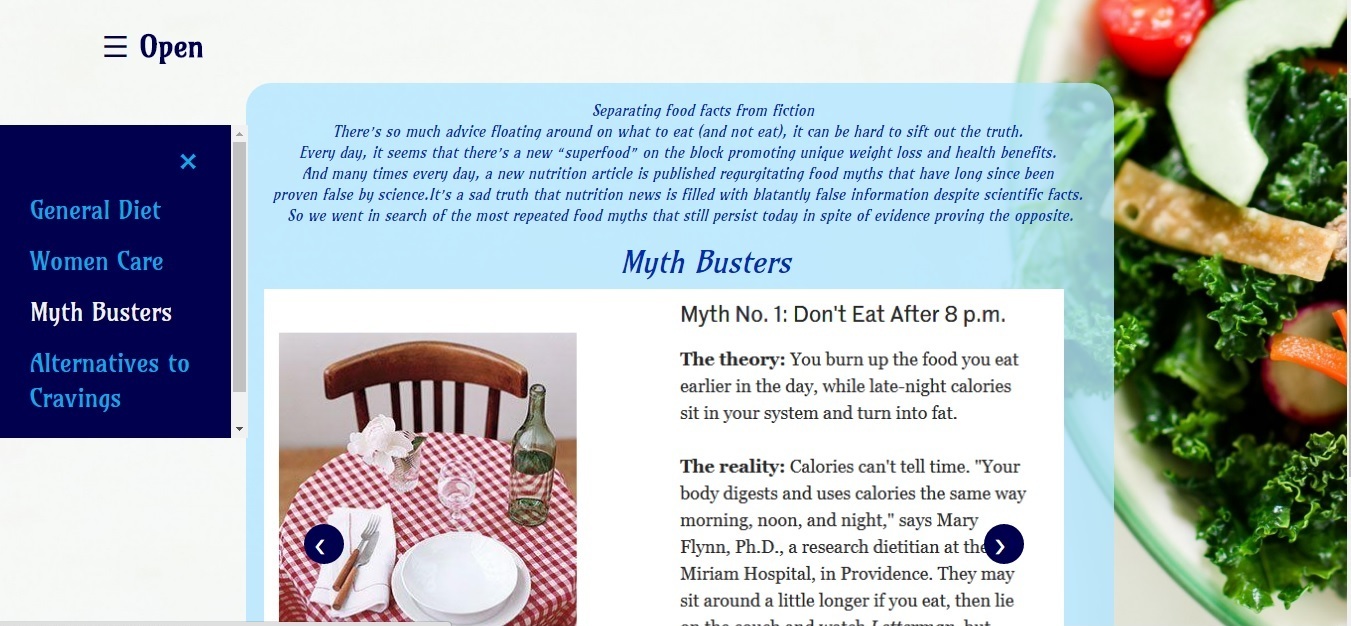 ☰ Open
×
General Diet
Women Care
Myth Busters
Alternatives to
Cravings
Separating food facts from fiction
There's so much advice floating around on what to eat (and not eat), it can be hard to sift out the truth.
Every day, it seems that there's a new “superfood” on the block promoting unique weight loss and health benefits.
And many times every day, a new nutrition article is published regurgitating food myths that have long since been
proven false by science.It's a sad truth that nutrition news is filled with blatantly false information despite scientific facts.
So we went in search of the most repeated food myths that still persist today in spite of evidence proving the opposite.
Myth Busters
Myth No. 1: Don't Eat After 8 p.m.
The theory: You burn up the food you eat
earlier in the day, while late-night calories
sit in your system and turn into fat.
The reality: Calories can't tell time. "Your
body digests and uses calories the same way
morning, noon, and night," says Mary
Flynn, Ph.D., a research dietitian at the
Miriam Hospital, in Providence. They may
sit around a little longer if you eat, then lie
on the couch and watch Letterman, but
❮ ❯